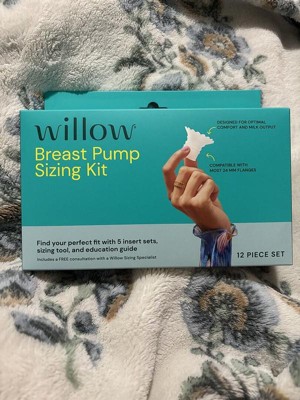 willow
Breast Pump
Sizing Kit
DESIGNED FOR OPTIMAL
COMFORT AND MILK OUTPUT
COMPATIBLE WITH
MOST 24 MM FLANGES
Find your perfect fit with 5 insert sets,
sizing tool, and education guide
Includes a FREE consultation with a Willow Sizing Specialist
12 PIECE SET